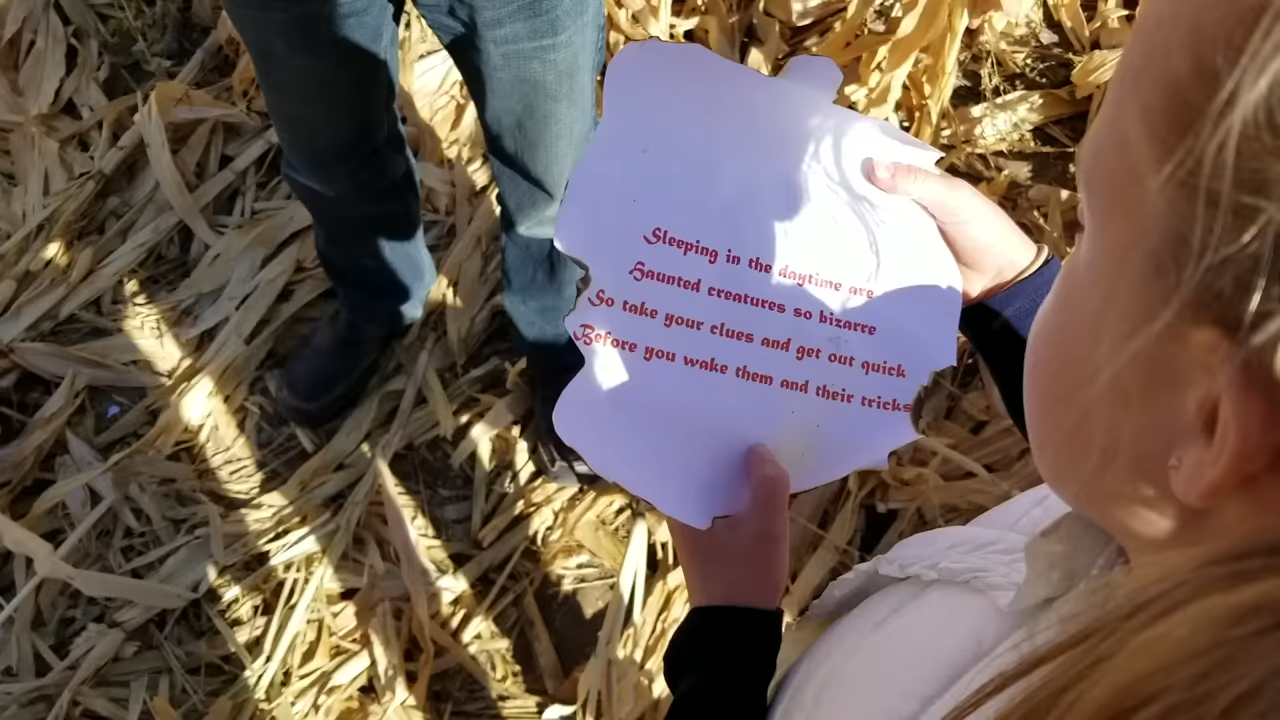 Sleeping in the daytime are
Haunted creatures so bizarre
So take your clues and get out quick
Before you wake them and their tricks